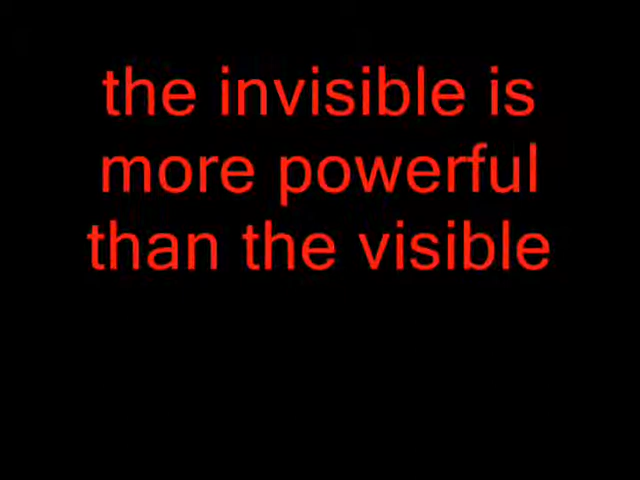 the invisible is
more powerful
than the visible